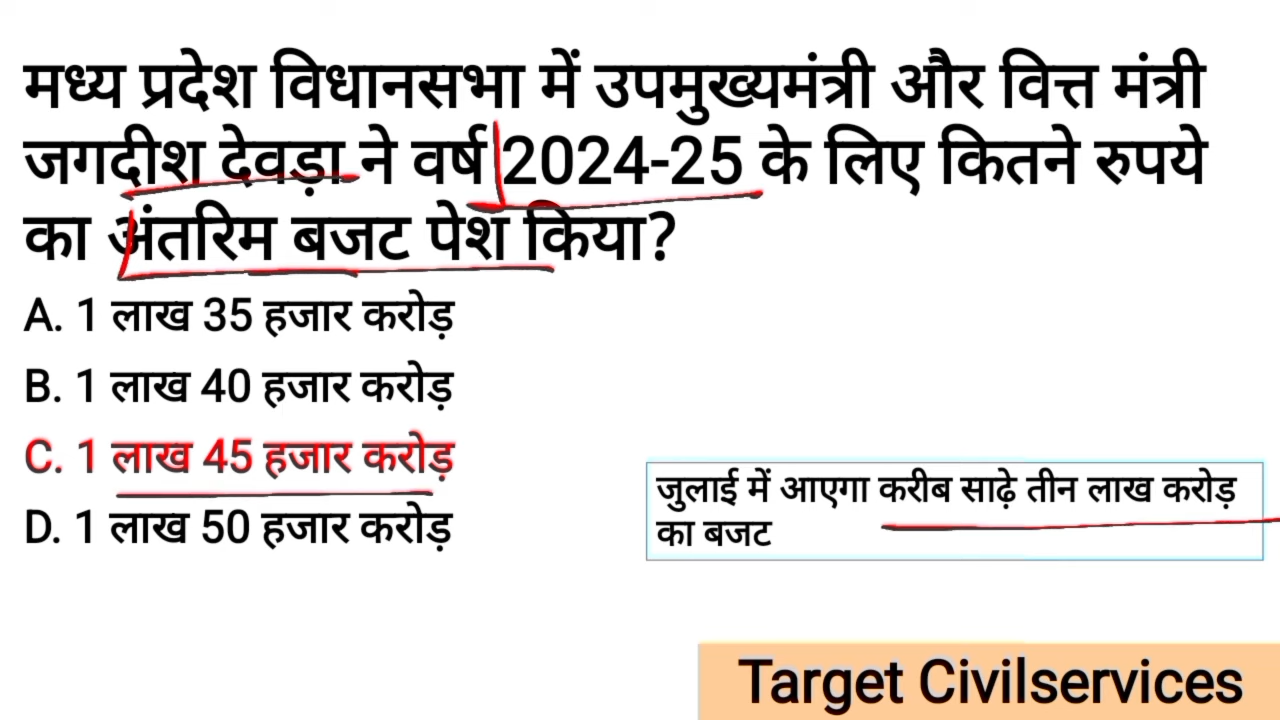 मध्य प्रदेश विधानसभा में उपमुख्यमंत्री और वित्त मंत्री
जगदीश देवड़ा ने वर्ष 2024-25 के लिए कितने रुपये
का अंतरिम बजट पेश किया?
A. 1 लाख 35 हजार करोड़
B. 1 लाख 40 हजार करोड़
C. 1 लाख 45 हजार करोड़
D. 1 लाख 50 हजार करोड़
जुलाई में आएगा करीब साढ़े तीन लाख करोड़
का बजट
Target Civilservices